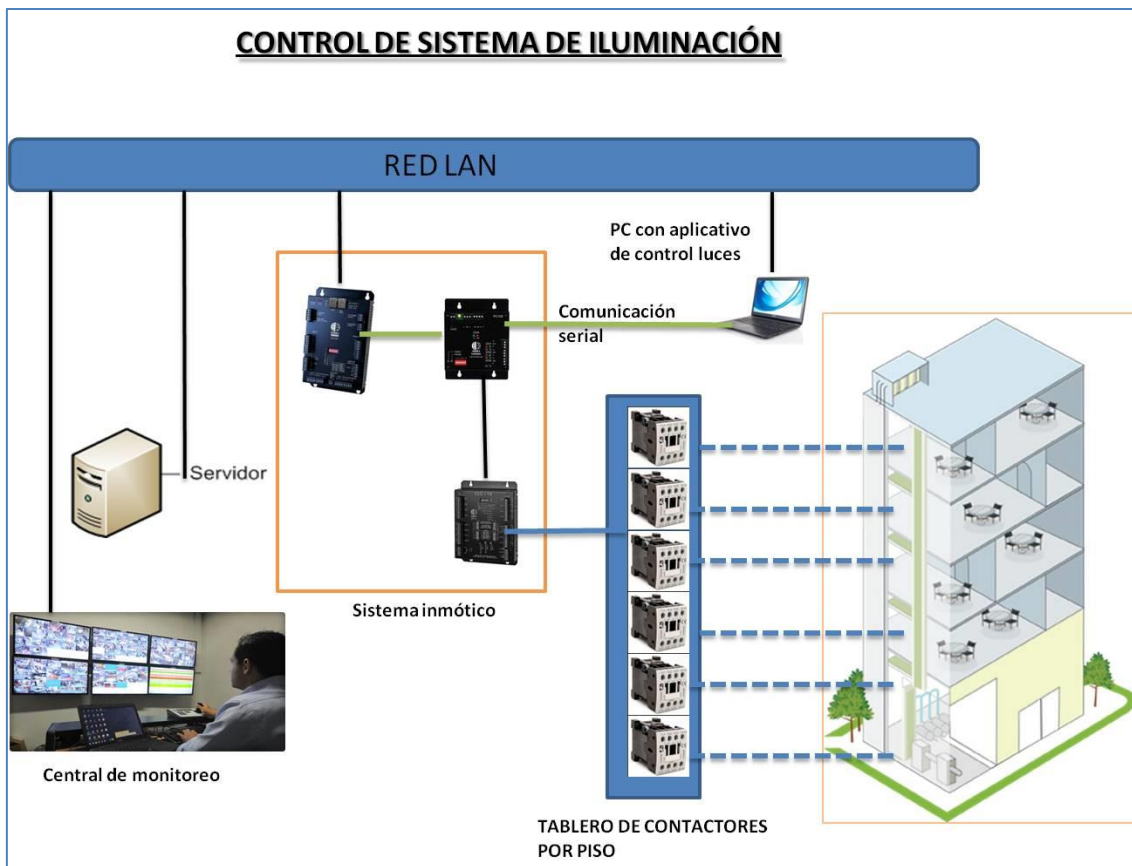 CONTROL DE SISTEMA DE ILUMINACIÓN
RED LAN
PC con aplicativo
de control luces
Comunicación
serial
Servidor
Sistema inmótico
Central de monitoreo
TABLERO DE CONTACTORES
POR PISO